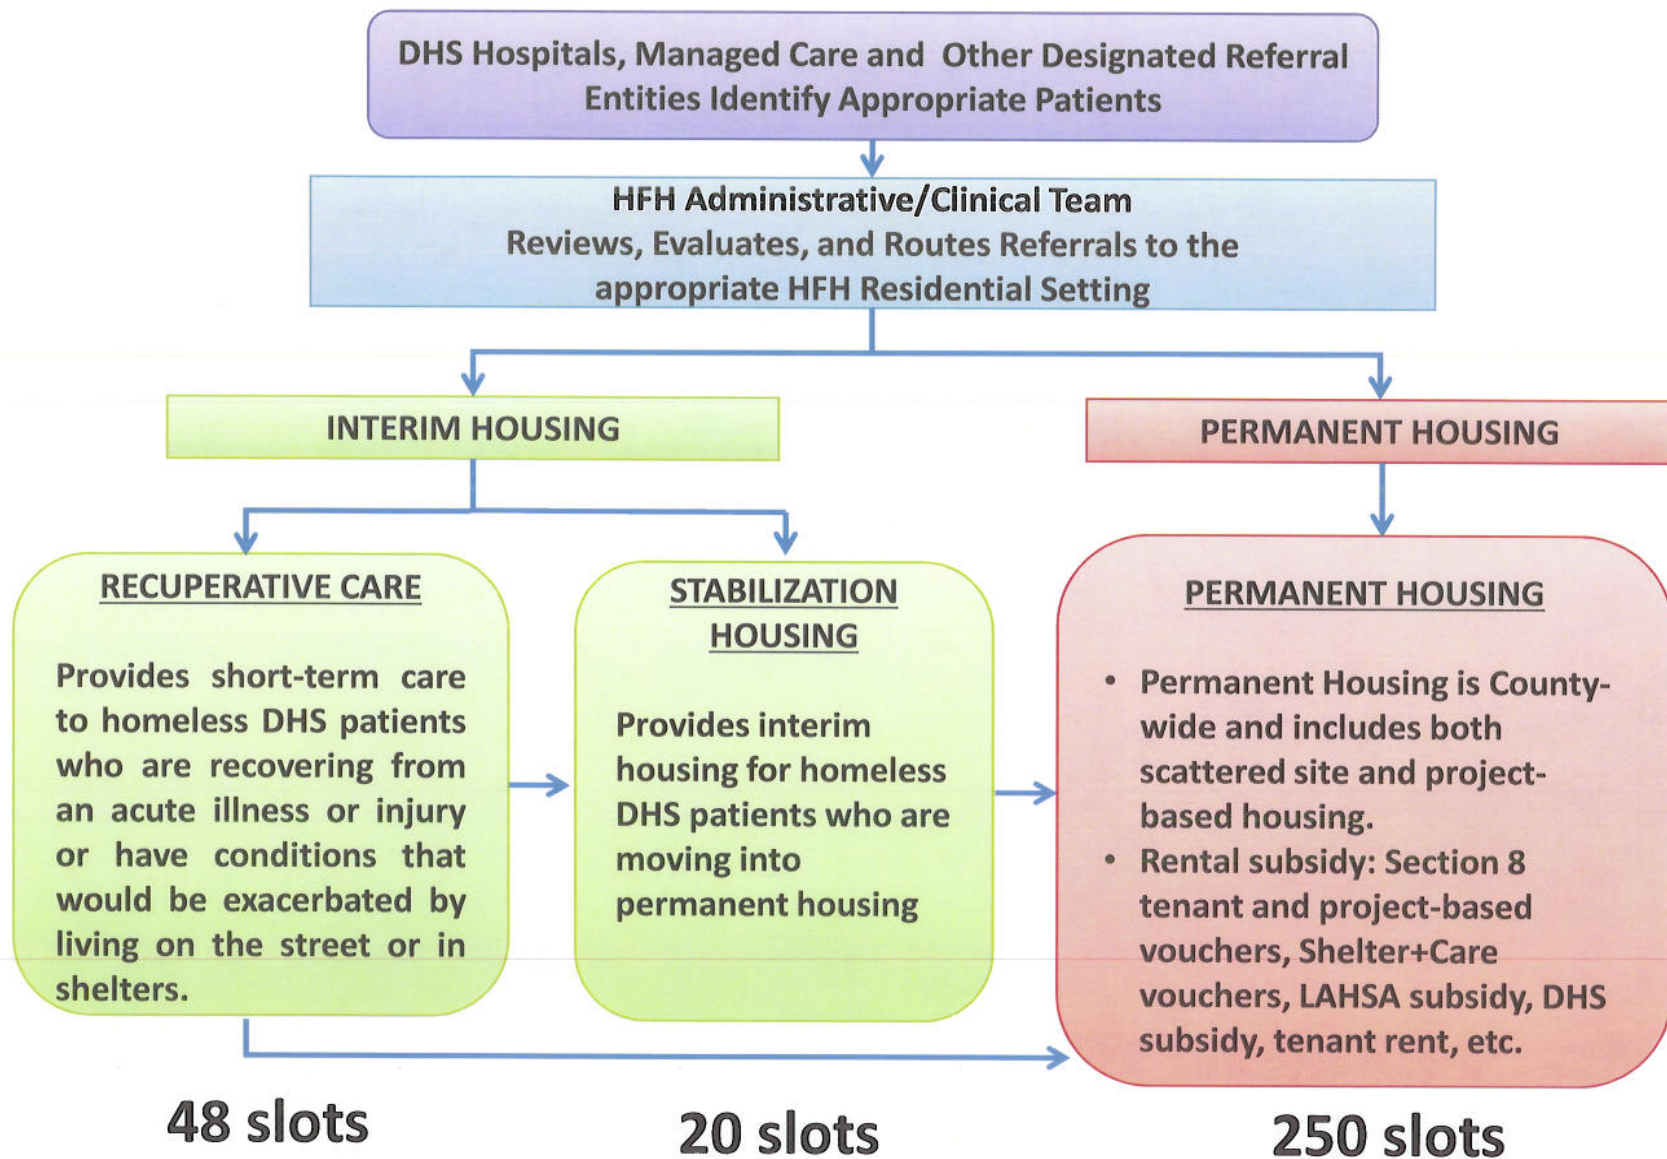 DHS Hospitals, Managed Care and Other Designated Referral
Entities Identify Appropriate Patients
HFH Administrative/Clinical Team
Reviews, Evaluates, and Routes Referrals to the
appropriate HFH Residential Setting
INTERIM HOUSING
PERMANENT HOUSING
RECUPERATIVE CARE
Provides short-term care
to homeless DHS patients
who are recovering from
an acute illness or injury
or have conditions that
would be exacerbated by
living on the street or in
shelters.
STABILIZATION
HOUSING
Provides interim
housing for homeless
DHS patients who are
moving into
permanent housing
PERMANENT HOUSING
• Permanent Housing is County-
wide and includes both
scattered site and project-
based housing.
• Rental subsidy: Section 8
tenant and project-based
vouchers, Shelter+Care
vouchers, LAHSA subsidy, DHS
subsidy, tenant rent, etc.
48 slots
20 slots
250 slots